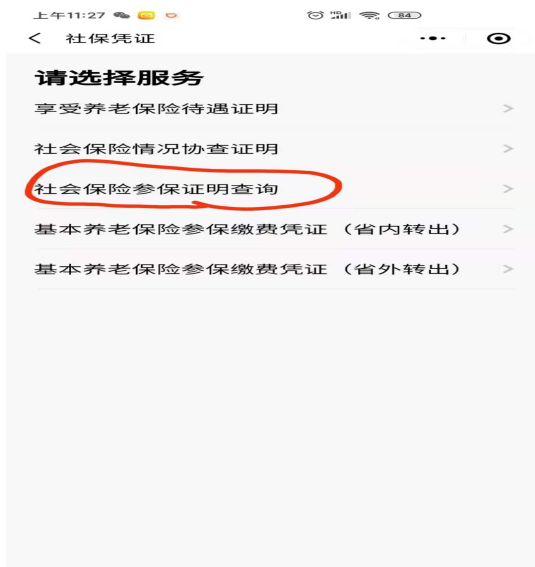 上午11:27
HD
84
< 社保凭证
请选择服务
享受养老保险待遇证明 >
社会保险情况协查证明 >
社会保险参保证明查询 >
基本养老保险参保缴费凭证（省内转出） >
基本养老保险参保缴费凭证（省外转出） >